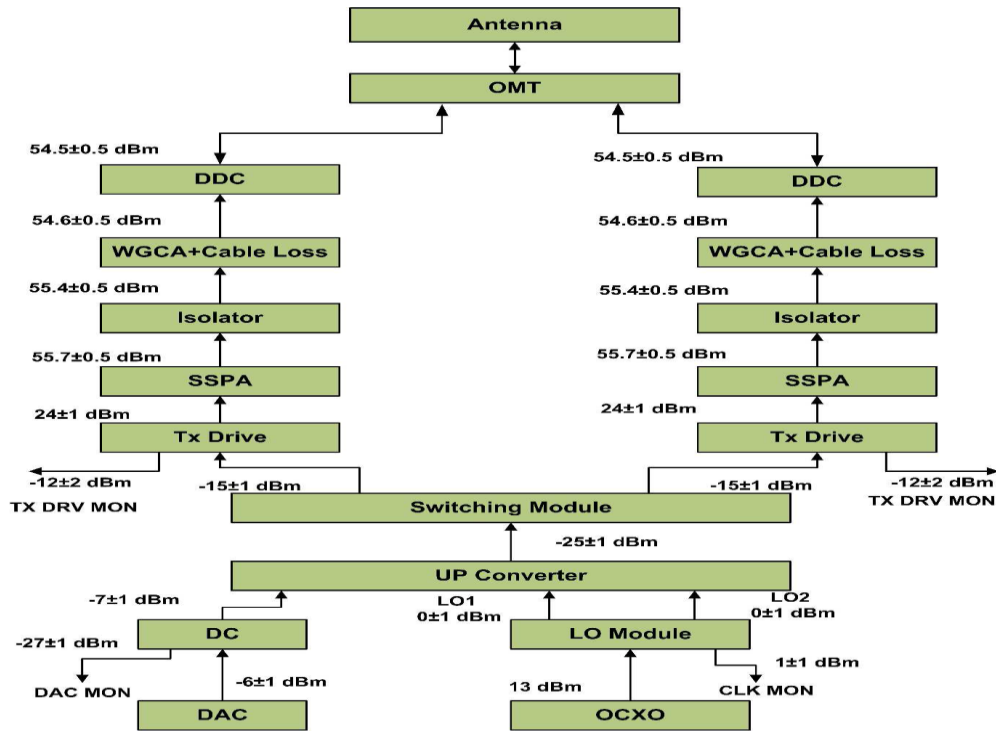 Antenna
OMT
54.5±0.5 dBm
54.5±0.5 dBm
DDC
DDC
54.6±0.5 dBm
54.6±0.5 dBm
WGCA+Cable Loss
WGCA+Cable Loss
55.4±0.5 dBm
55.4±0.5 dBm
Isolator
Isolator
55.7±0.5 dBm
55.7±0.5 dBm
SSPA
SSPA
24±1 dBm
24±1 dBm
Tx Drive
Tx Drive
-12±2 dBm
-15±1 dBm
-15±1 dBm
-12±2 dBm
TX DRV MON
TX DRV MON
Switching Module
-25±1 dBm
UP Converter
-7±1 dBm
LO1
0±1 dBm
LO2
0±1 dBm
DC
LO Module
-27±1 dBm
1±1 dBm
DAC MON
-6±1 dBm
13 dBm
CLK MON
DAC
OCXO